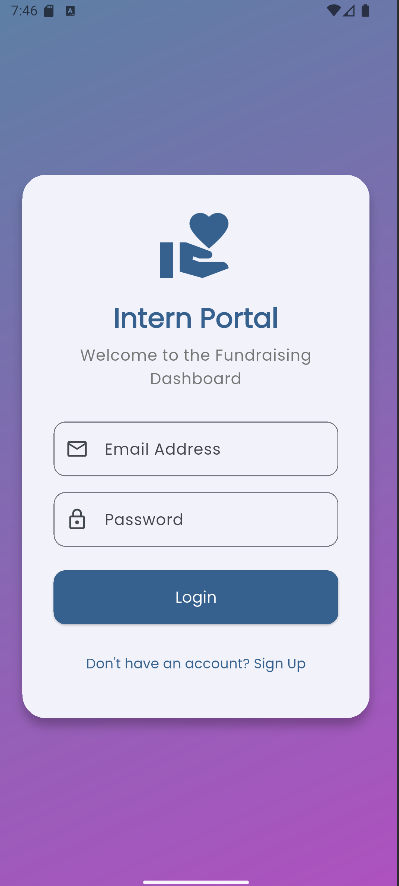 7:46
Intern Portal
Welcome to the Fundraising
Dashboard
Email Address
Password
Login
Don't have an account? Sign Up